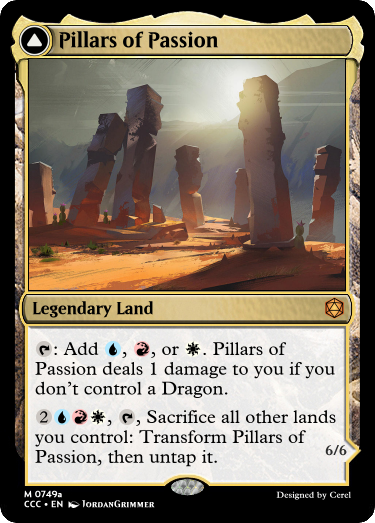 Pillars of Passion
Legendary Land
: Add , , or . Pillars of
Passion deals 1 damage to you if you
don't control a Dragon.
2 , , Sacrifice all other lands
you control: Transform Pillars of
Passion, then untap it.
6/6
M 0749a
CCC • EN JordanGrimmer
Designed by Cerel